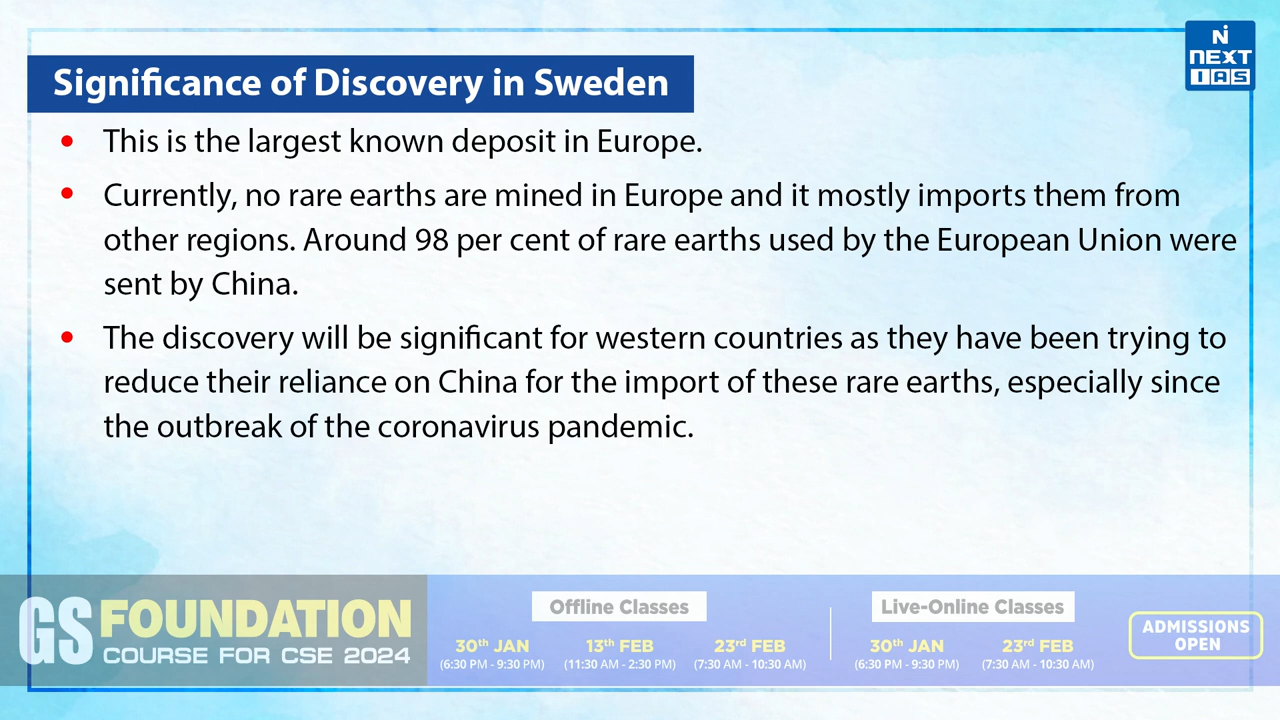 NEXT
IAS
Significance of Discovery in Sweden
• This is the largest known deposit in Europe.
• Currently, no rare earths are mined in Europe and it mostly imports them from
other regions. Around 98 per cent of rare earths used by the European Union were
sent by China.
• The discovery will be significant for western countries as they have been trying to
reduce their reliance on China for the import of these rare earths, especially since
the outbreak of the coronavirus pandemic.
GS FOUNDATION
COURSE FOR CSE 2024
Offline Classes
30th JAN 13th FEB 23rd FEB
(6:30 PM - 9:30 PM) (11:30 AM - 2:30 PM) (7:30 AM - 10:30 AM)
Live-Online Classes
30th JAN 23rd FEB
(6:30 PM - 9:30 PM) (7:30 AM - 10:30 AM)
ADMISSIONS
OPEN